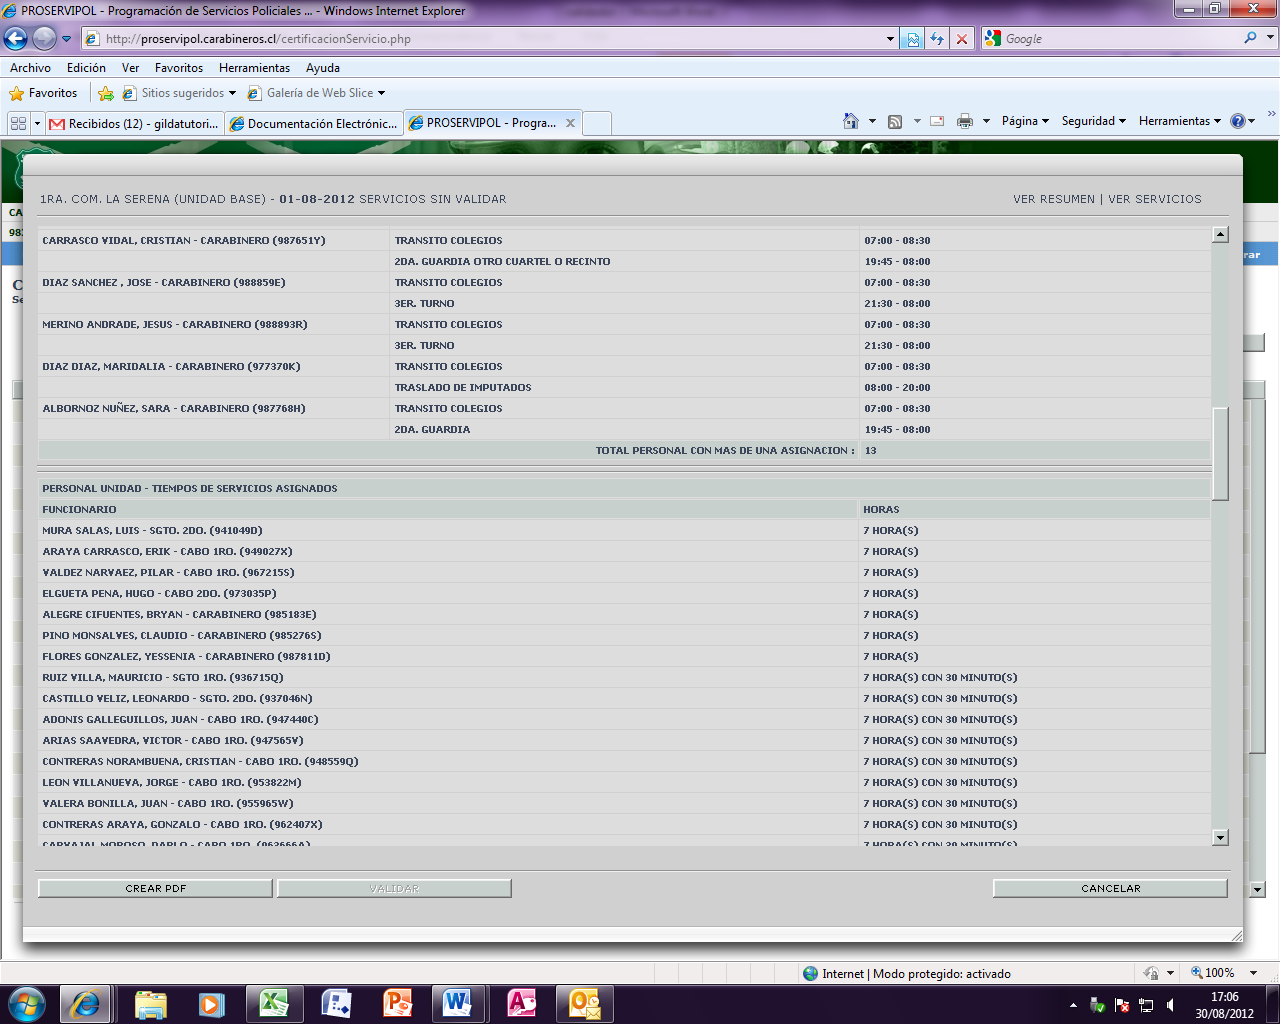 PROSERVIPOL - Programación de Servicios Policiales ... - Windows Internet Explorer
http://proservipol.carabineros.cl/certificacionServicio.php
Google
Archivo Edición Ver Favoritos Herramientas Ayuda
Favoritos Sitios sugeridos Galería de Web Slice
Recibidos (12) - gildatutori... Documentación Electrónic... PROSERVIPOL - Progra... Página Seguridad Herramientas
1RA. COM. LA SERENA (UNIDAD BASE) - 01-08-2012 SERVICIOS SIN VALIDAR VER RESUMEN | VER SERVICIOS
CA
98
rar
C
Se
CARRASCO VIDAL, CRISTIAN - CARABINERO (987651Y) TRANSITO COLEGIOS 07:00 - 08:30
2DA. GUARDIA OTRO CUARTEL O RECINTO 19:45 - 08:00
DIAZ SANCHEZ , JOSE - CARABINERO (988859E) TRANSITO COLEGIOS 07:00 - 08:30
3ER. TURNO 21:30 - 08:00
MERINO ANDRADE, JESUS - CARABINERO (988893R) TRANSITO COLEGIOS 07:00 - 08:30
3ER. TURNO 21:30 - 08:00
DIAZ DIAZ, MARIDALIA - CARABINERO (977370K) TRANSITO COLEGIOS 07:00 - 08:30
TRASLADO DE IMPUTADOS 08:00 - 20:00
ALBORNOZ NUÑEZ, SARA - CARABINERO (987768H) TRANSITO COLEGIOS 07:00 - 08:30
2DA. GUARDIA 19:45 - 08:00
TOTAL PERSONAL CON MAS DE UNA ASIGNACION : 13
PERSONAL UNIDAD - TIEMPOS DE SERVICIOS ASIGNADOS
FUNCIONARIO HORAS
MURA SALAS, LUIS - SGTO. 2DO. (941049D) 7 HORA(S)
ARAYA CARRASCO, ERIK - CABO 1RO. (949027X) 7 HORA(S)
VALDEZ NARVAEZ, PILAR - CABO 1RO. (967215S) 7 HORA(S)
ELGUETA PENA, HUGO - CABO 2DO. (973035P) 7 HORA(S)
ALEGRE CIFUENTES, BRYAN - CARABINERO (985183E) 7 HORA(S)
PINO MONSALVES, CLAUDIO - CARABINERO (985276S) 7 HORA(S)
FLORES GONZALEZ, YESSENIA - CARABINERO (987811D) 7 HORA(S)
RUIZ VILLA, MAURICIO - SGTO 1RO. (936715Q) 7 HORA(S) CON 30 MINUTO(S)
CASTILLO VELIZ, LEONARDO - SGTO. 2DO. (937046N) 7 HORA(S) CON 30 MINUTO(S)
ADONIS GALLEGUILLOS, JUAN - CABO 1RO. (947440C) 7 HORA(S) CON 30 MINUTO(S)
ARIAS SAAVEDRA, VICTOR - CABO 1RO. (947565V) 7 HORA(S) CON 30 MINUTO(S)
CONTRERAS NORAMBUENA, CRISTIAN - CABO 1RO. (948559Q) 7 HORA(S) CON 30 MINUTO(S)
LEON VILLANUEVA, JORGE - CABO 1RO. (953822M) 7 HORA(S) CON 30 MINUTO(S)
VALERA BONILLA, JUAN - CABO 1RO. (955965W) 7 HORA(S) CON 30 MINUTO(S)
CONTRERAS ARAYA, GONZALO - CABO 1RO. (962407X) 7 HORA(S) CON 30 MINUTO(S)
CARVAJAL MOROSO, PABLO - CABO 1RO. (963666A) 7 HORA(S) CON 30 MINUTO(S)
CREAR PDF VALIDAR CANCELAR
Internet | Modo protegido: activado 100%
17:06
30/08/2012